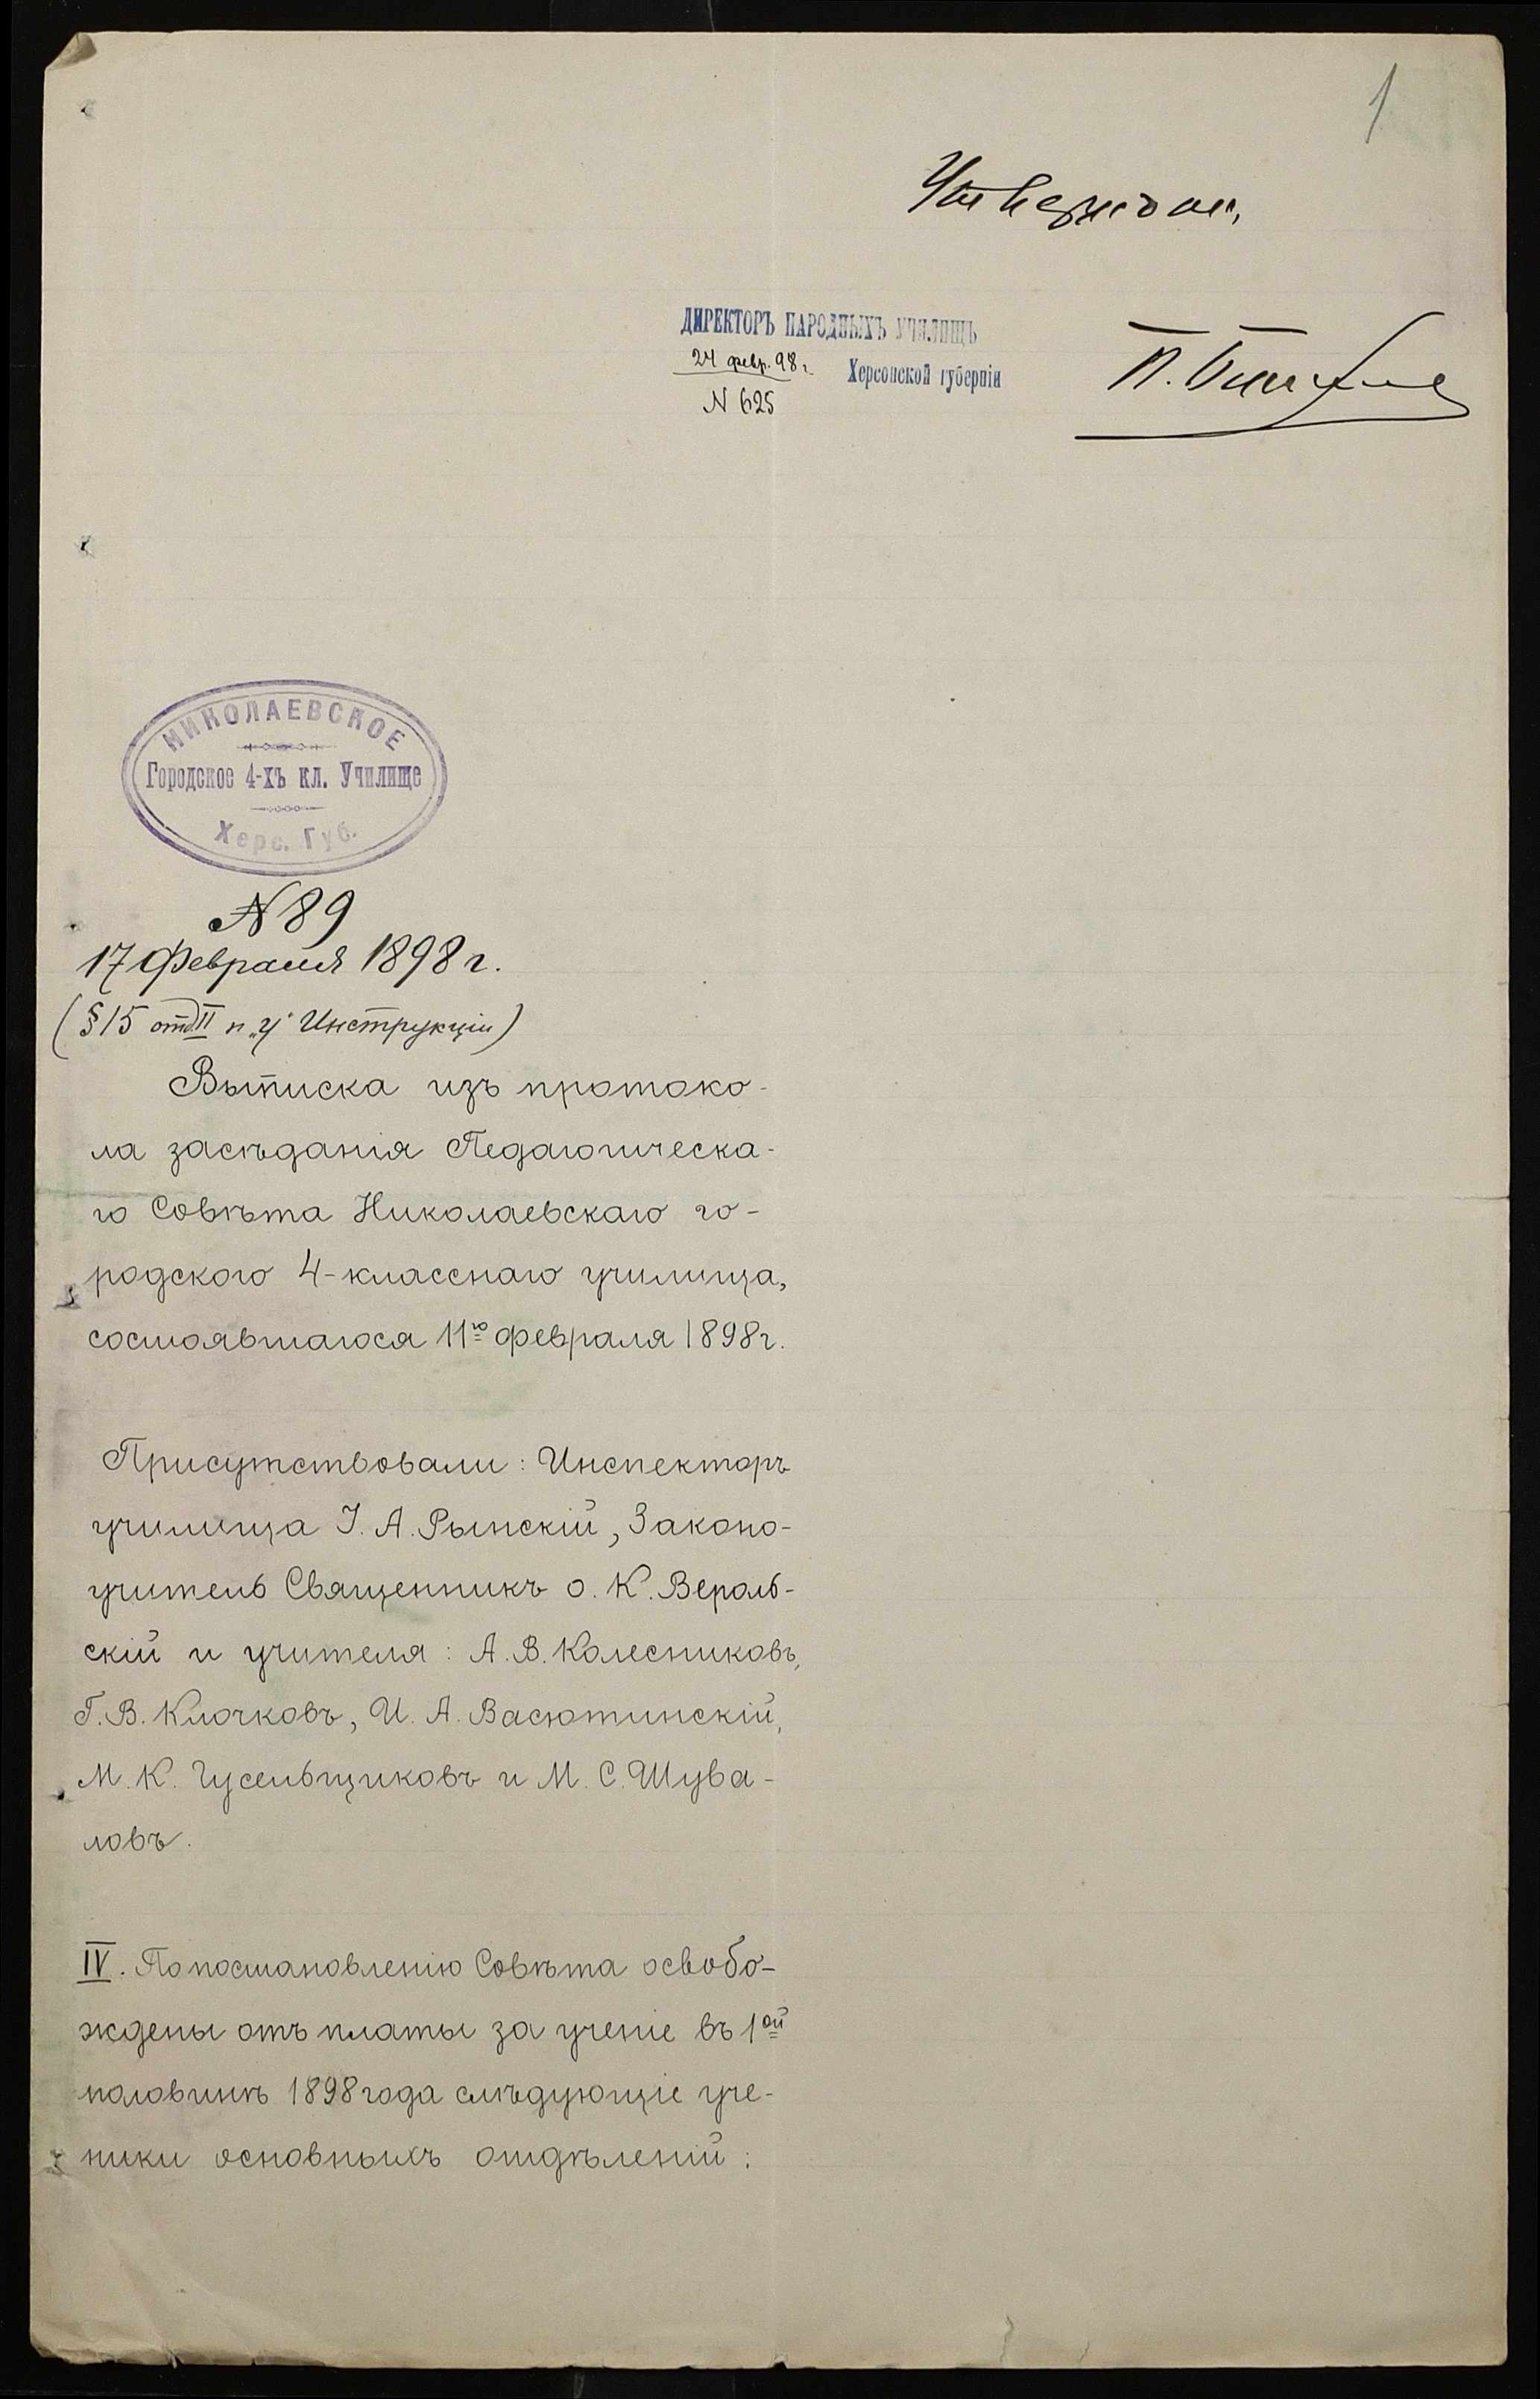 1
Утверждаю,
ДИРЕКТОРЪ НАРОДНЫХЪ УЧИЛИЩЪ
24 февр. 98 г. Херсонской губерніи
N 625
П.
НИКОЛАЕВСКОЕ
Городское 4-хъ кл. Училище
Херс. Губ.
N 89
17 Февраля 1898 г.
(§ 15 отд II п „у" Инструкціи)
Выписка изъ протоко-
ла засѣданія Педагогическа-
го Совѣта Николаевскаго го-
родского 4-класснаго училища,
состоявшагося 11го февраля 1898 г.
Присутствовали: Инспекторъ
училища І. А. Рынскій, Законо-
учитель Священникъ о. К. Вероль-
скій и учителя: А. В. Колесниковъ,
Г. В. Клочковъ, И. А. Васютинскій,
М. К. Гусельщиковъ и М. С. Шува-
ловъ.
IV. По постановленію Совѣта освобо-
ждены отъ платы за ученіе въ 1ой
половинѣ 1898 года слѣдующіе уче-
ники основныхъ отдѣленій: